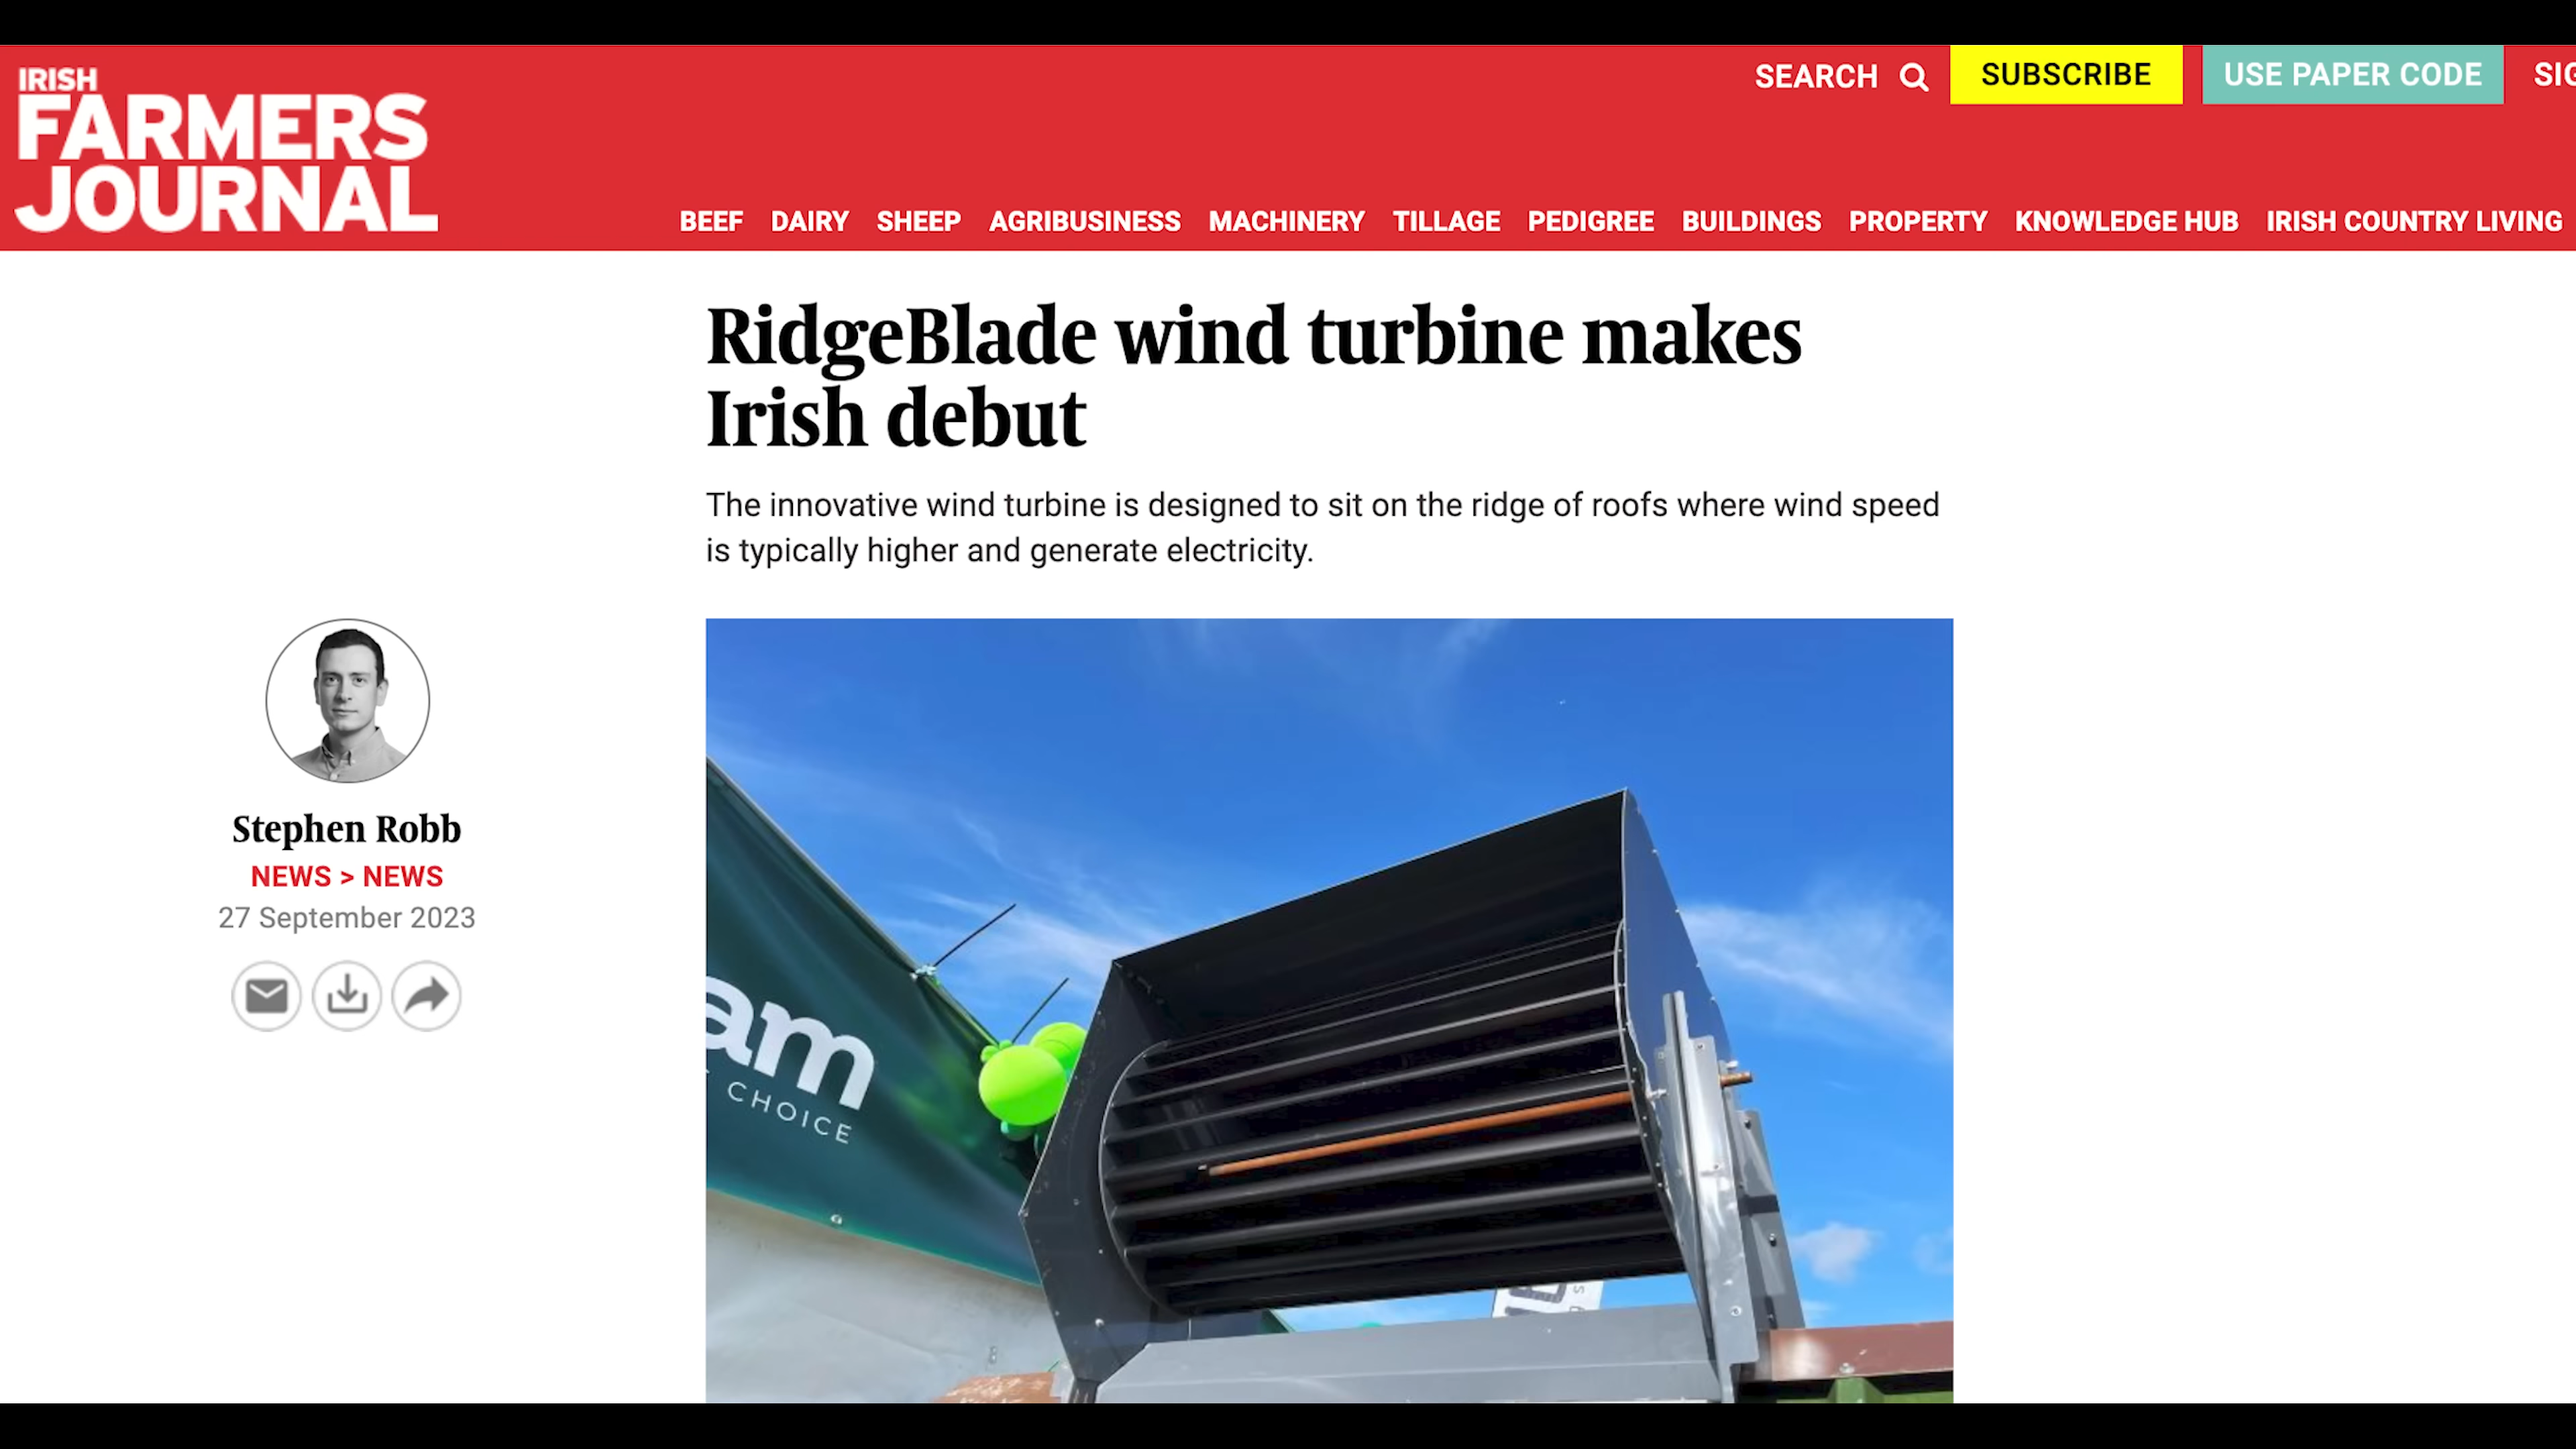 IRISH
FARMERS
JOURNAL
SEARCH
SUBSCRIBE
USE PAPER CODE
SIG
BEEF DAIRY SHEEP AGRIBUSINESS MACHINERY TILLAGE PEDIGREE BUILDINGS PROPERTY KNOWLEDGE HUB IRISH COUNTRY LIVING
RidgeBlade wind turbine makes
Irish debut
The innovative wind turbine is designed to sit on the ridge of roofs where wind speed
is typically higher and generate electricity.
Stephen Robb
NEWS > NEWS
27 September 2023
am
CHOICE